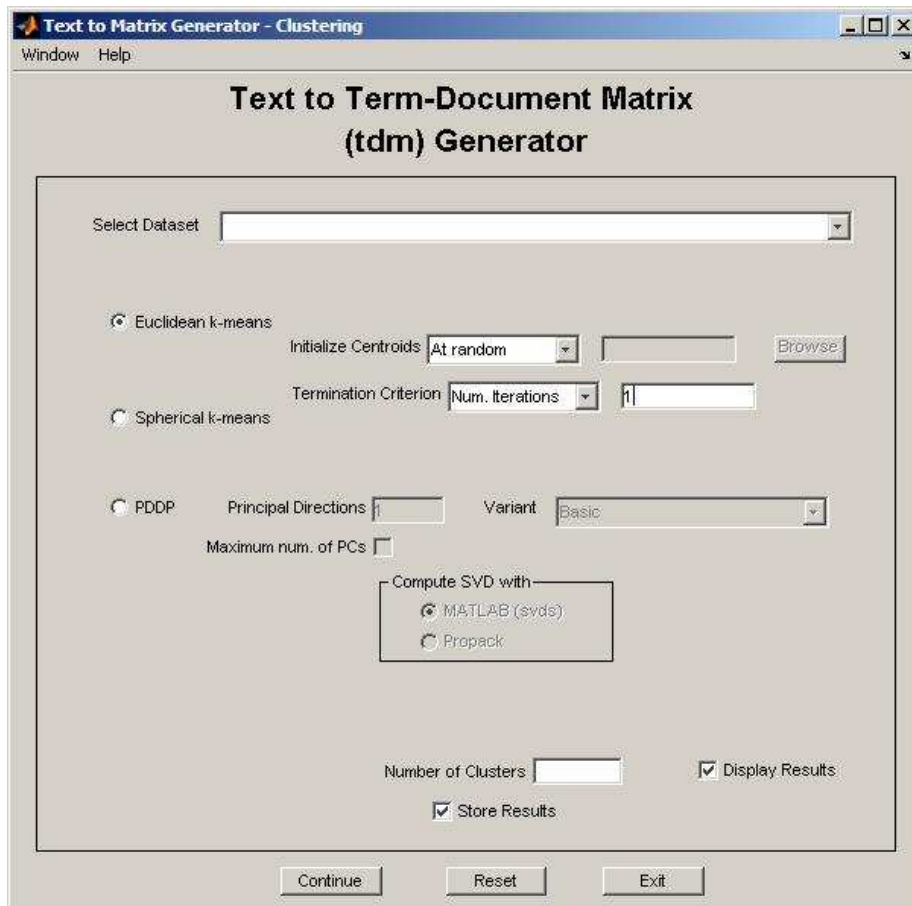 Text to Matrix Generator - Clustering
Window Help
Text to Term-Document Matrix
(tdm) Generator
Select Dataset
Euclidean k-means
Initialize Centroids At random Browse
Termination Criterion Num. Iterations 1
Spherical k-means
PDDP Principal Directions 1 Variant Basic
Maximum num. of PCs
Compute SVD with
MATLAB (svds)
Propack
Number of Clusters Display Results
Store Results
Continue Reset Exit